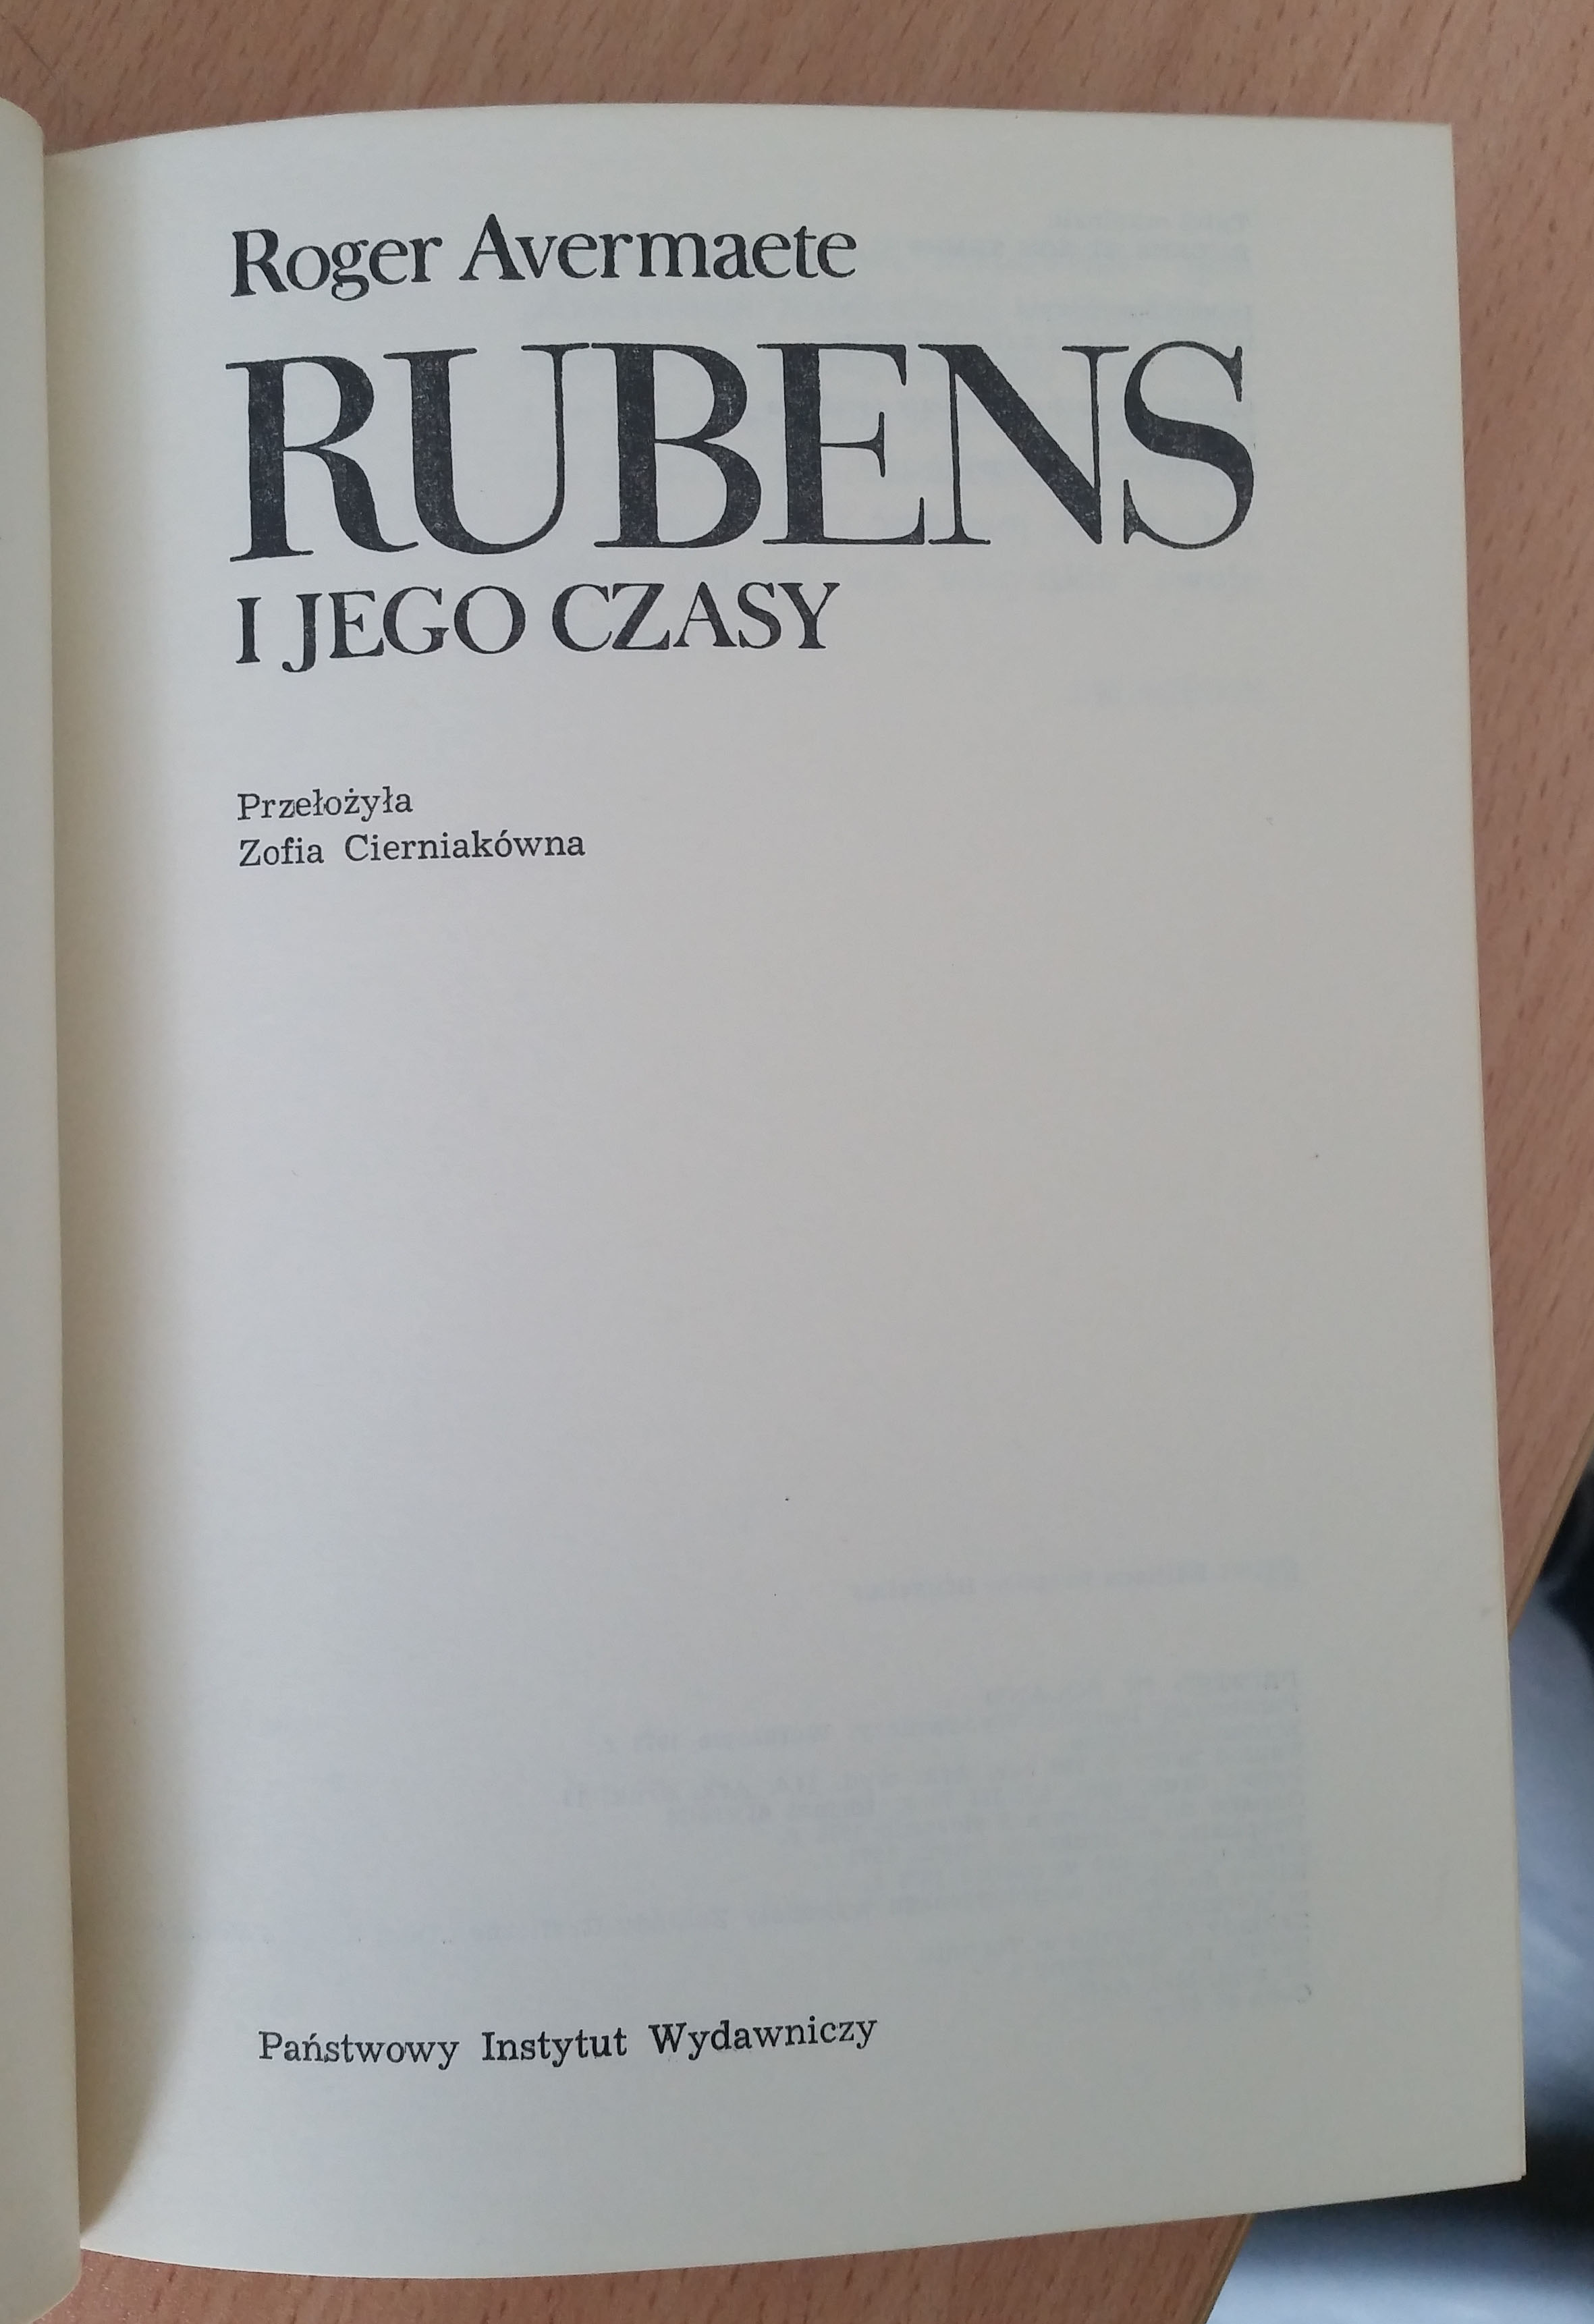 Roger Avermaete
RUBENS
I JEGO CZASY
Przełożyła
Zofia Cierniakówna
Państwowy Instytut Wydawniczy